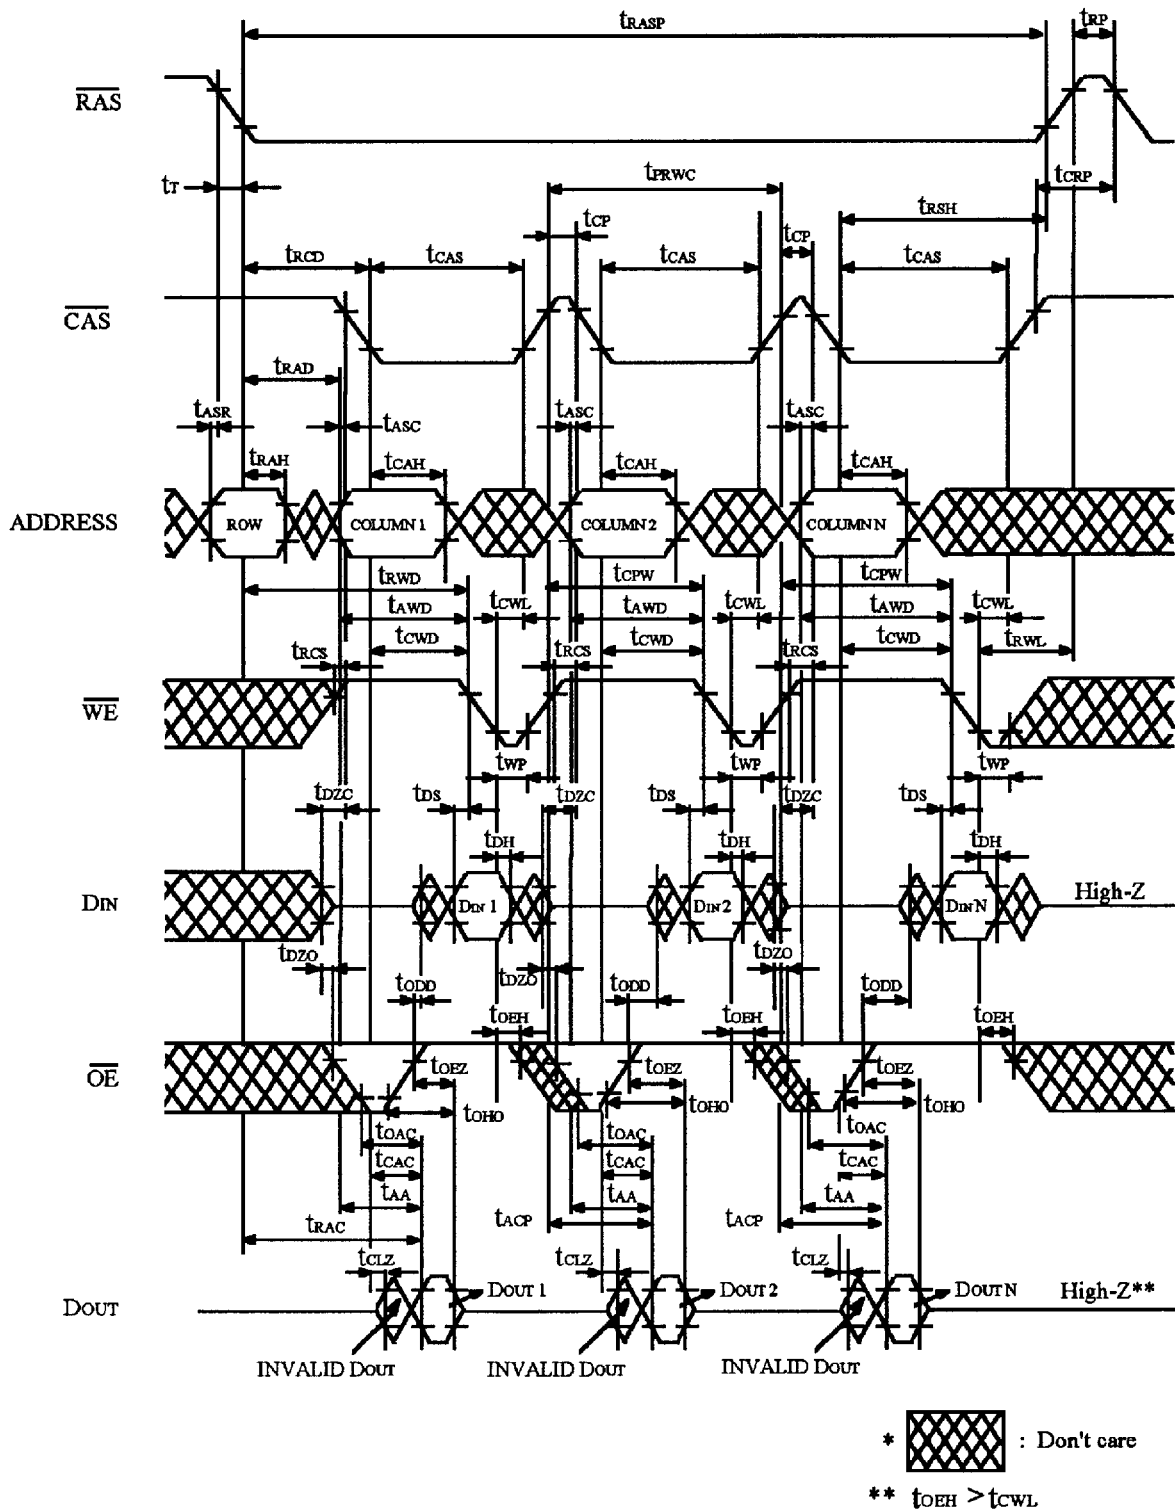 tRASP
tRP
RAS
tT
tPRWC
tCRP
tCP
tRSH
tCP
tRCD
tCAS
tCAS
tCAS
CAS
tRAD
tASR
tASC
tASC
tASC
tRAH
tCAH
tCAH
tCAH
ADDRESS
ROW
COLUMN 1
COLUMN 2
COLUMN N
tRWD
tCPW
tCPW
tAWD
tCWL
tAWD
tCWL
tAWD
tCWL
tRCS
tCWD
tRCS
tCWD
tRCS
tCWD
tRWL
WE
tWP
tWP
tWP
tDZC
tDS
tDZC
tDS
tDZC
tDS
tDH
tDH
tDH
DIN
DIN 1
DIN 2
DIN N
High-Z
tDZO
tDZO
tDZO
tODD
tODD
tODD
tOEH
tOEH
tOEH
OE
tOEZ
tOEZ
tOEZ
tOHO
tOHO
tOHO
tOAC
tOAC
tOAC
tCAC
tCAC
tCAC
tAA
tAA
tAA
tRAC
tACP
tACP
tCLZ
tCLZ
tCLZ
DOUT
DOUT 1
DOUT 2
DOUT N
High-Z**
INVALID DOUT
INVALID DOUT
INVALID DOUT
* : Don't care
** tOEH > tCWL